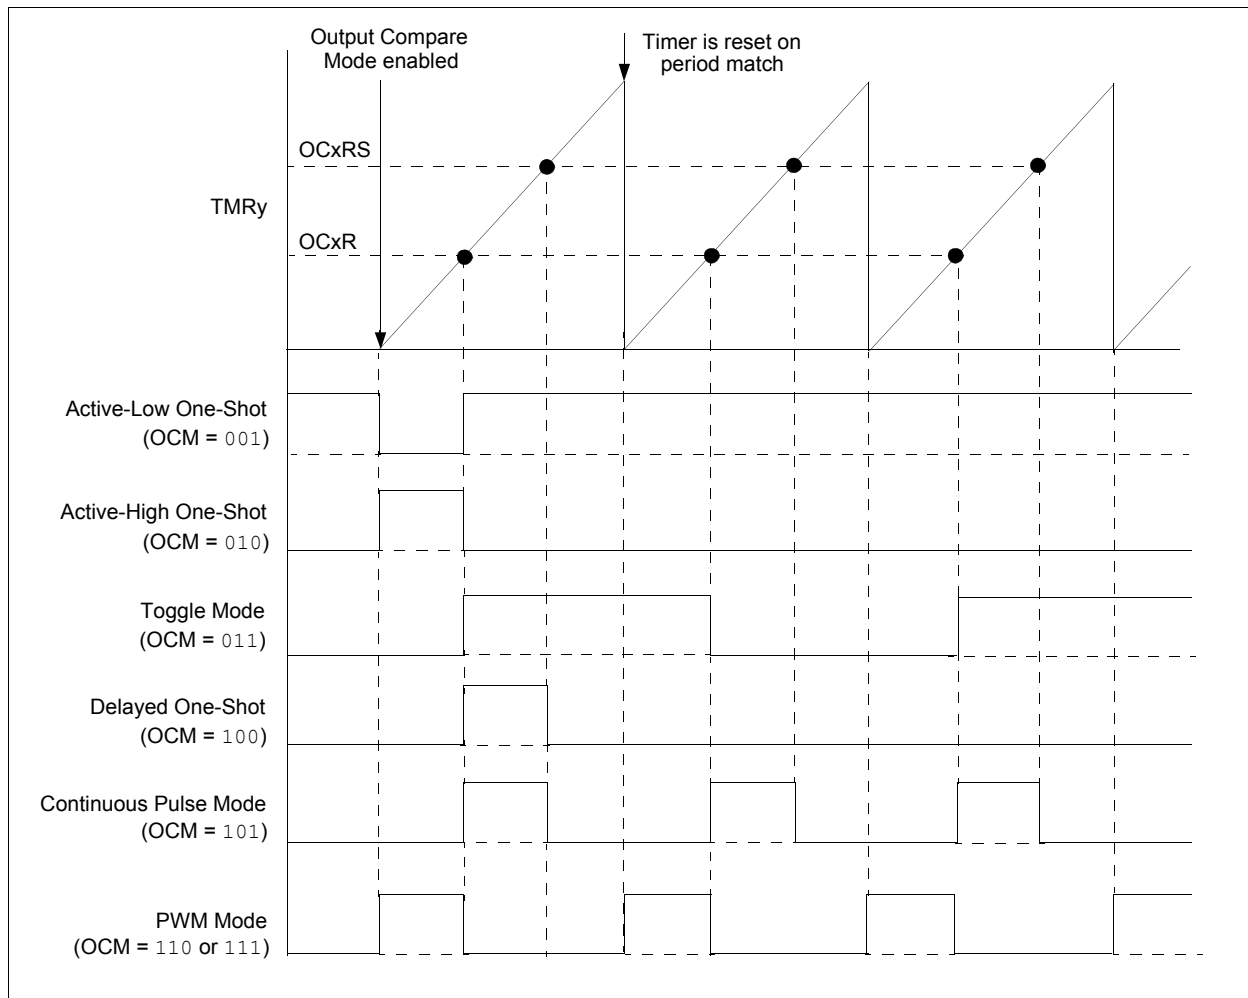 Output Compare
Mode enabled
Timer is reset on
period match
OCxRS
TMRy
OCxR
Active-Low One-Shot
(OCM = 001)
Active-High One-Shot
(OCM = 010)
Toggle Mode
(OCM = 011)
Delayed One-Shot
(OCM = 100)
Continuous Pulse Mode
(OCM = 101)
PWM Mode
(OCM = 110 or 111)